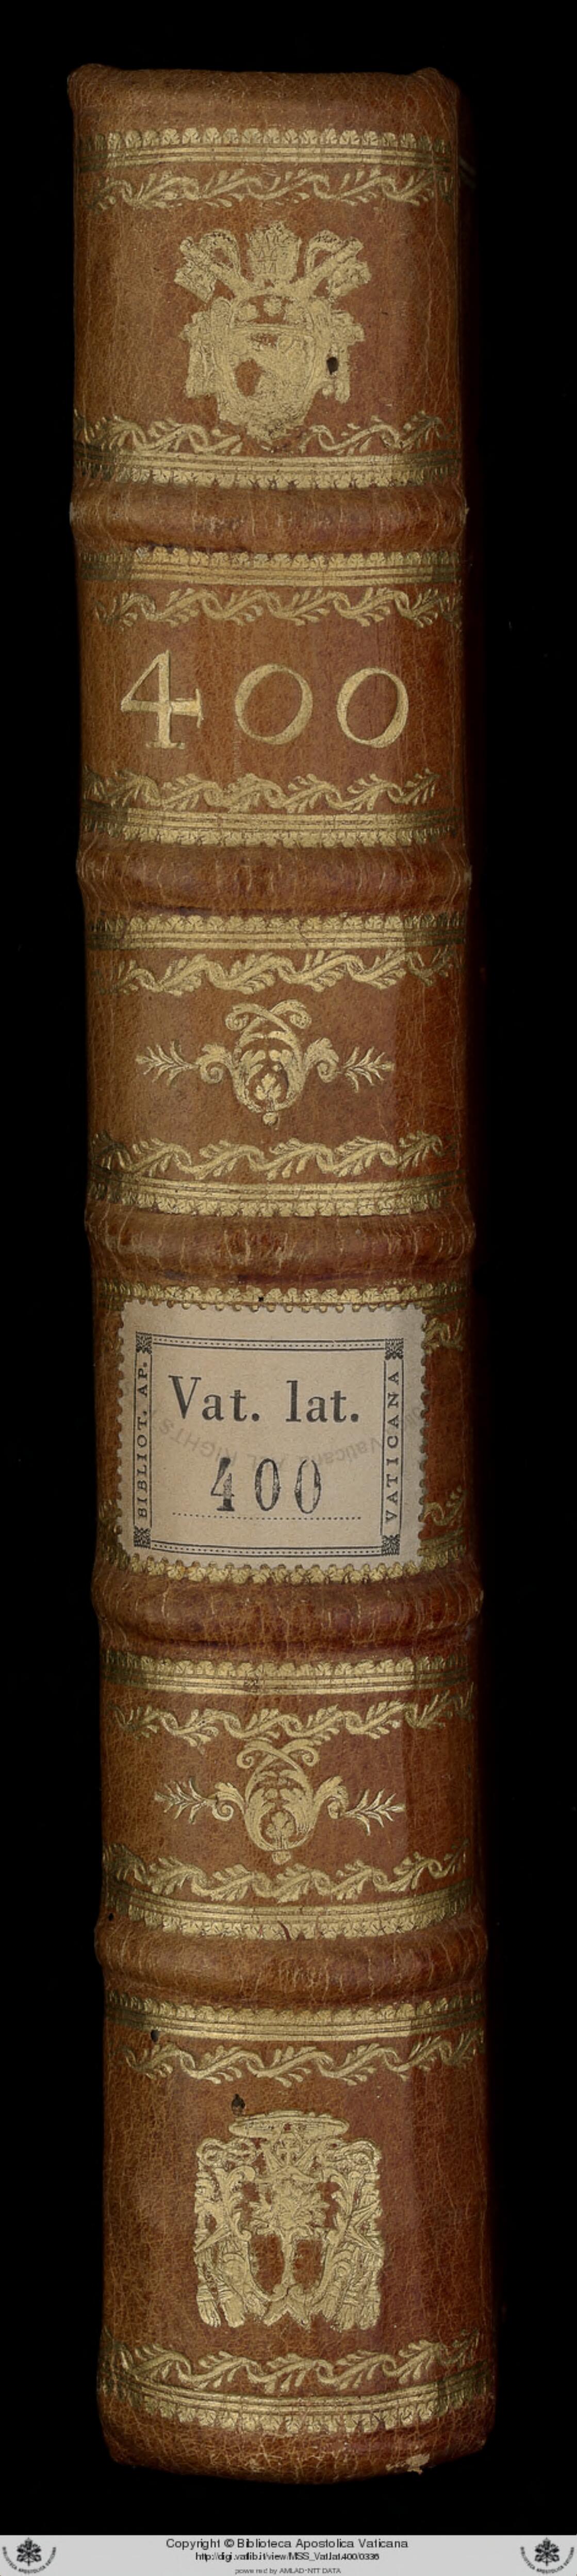 400
BIBLIOT. AP.
Vat. lat.
400
VATICANA
Copyright © Biblioteca Apostolica Vaticana
http://digi.vatlib.it/view/MSS_Vat.lat.400/0336
powered by AMLAD-NTT DATA